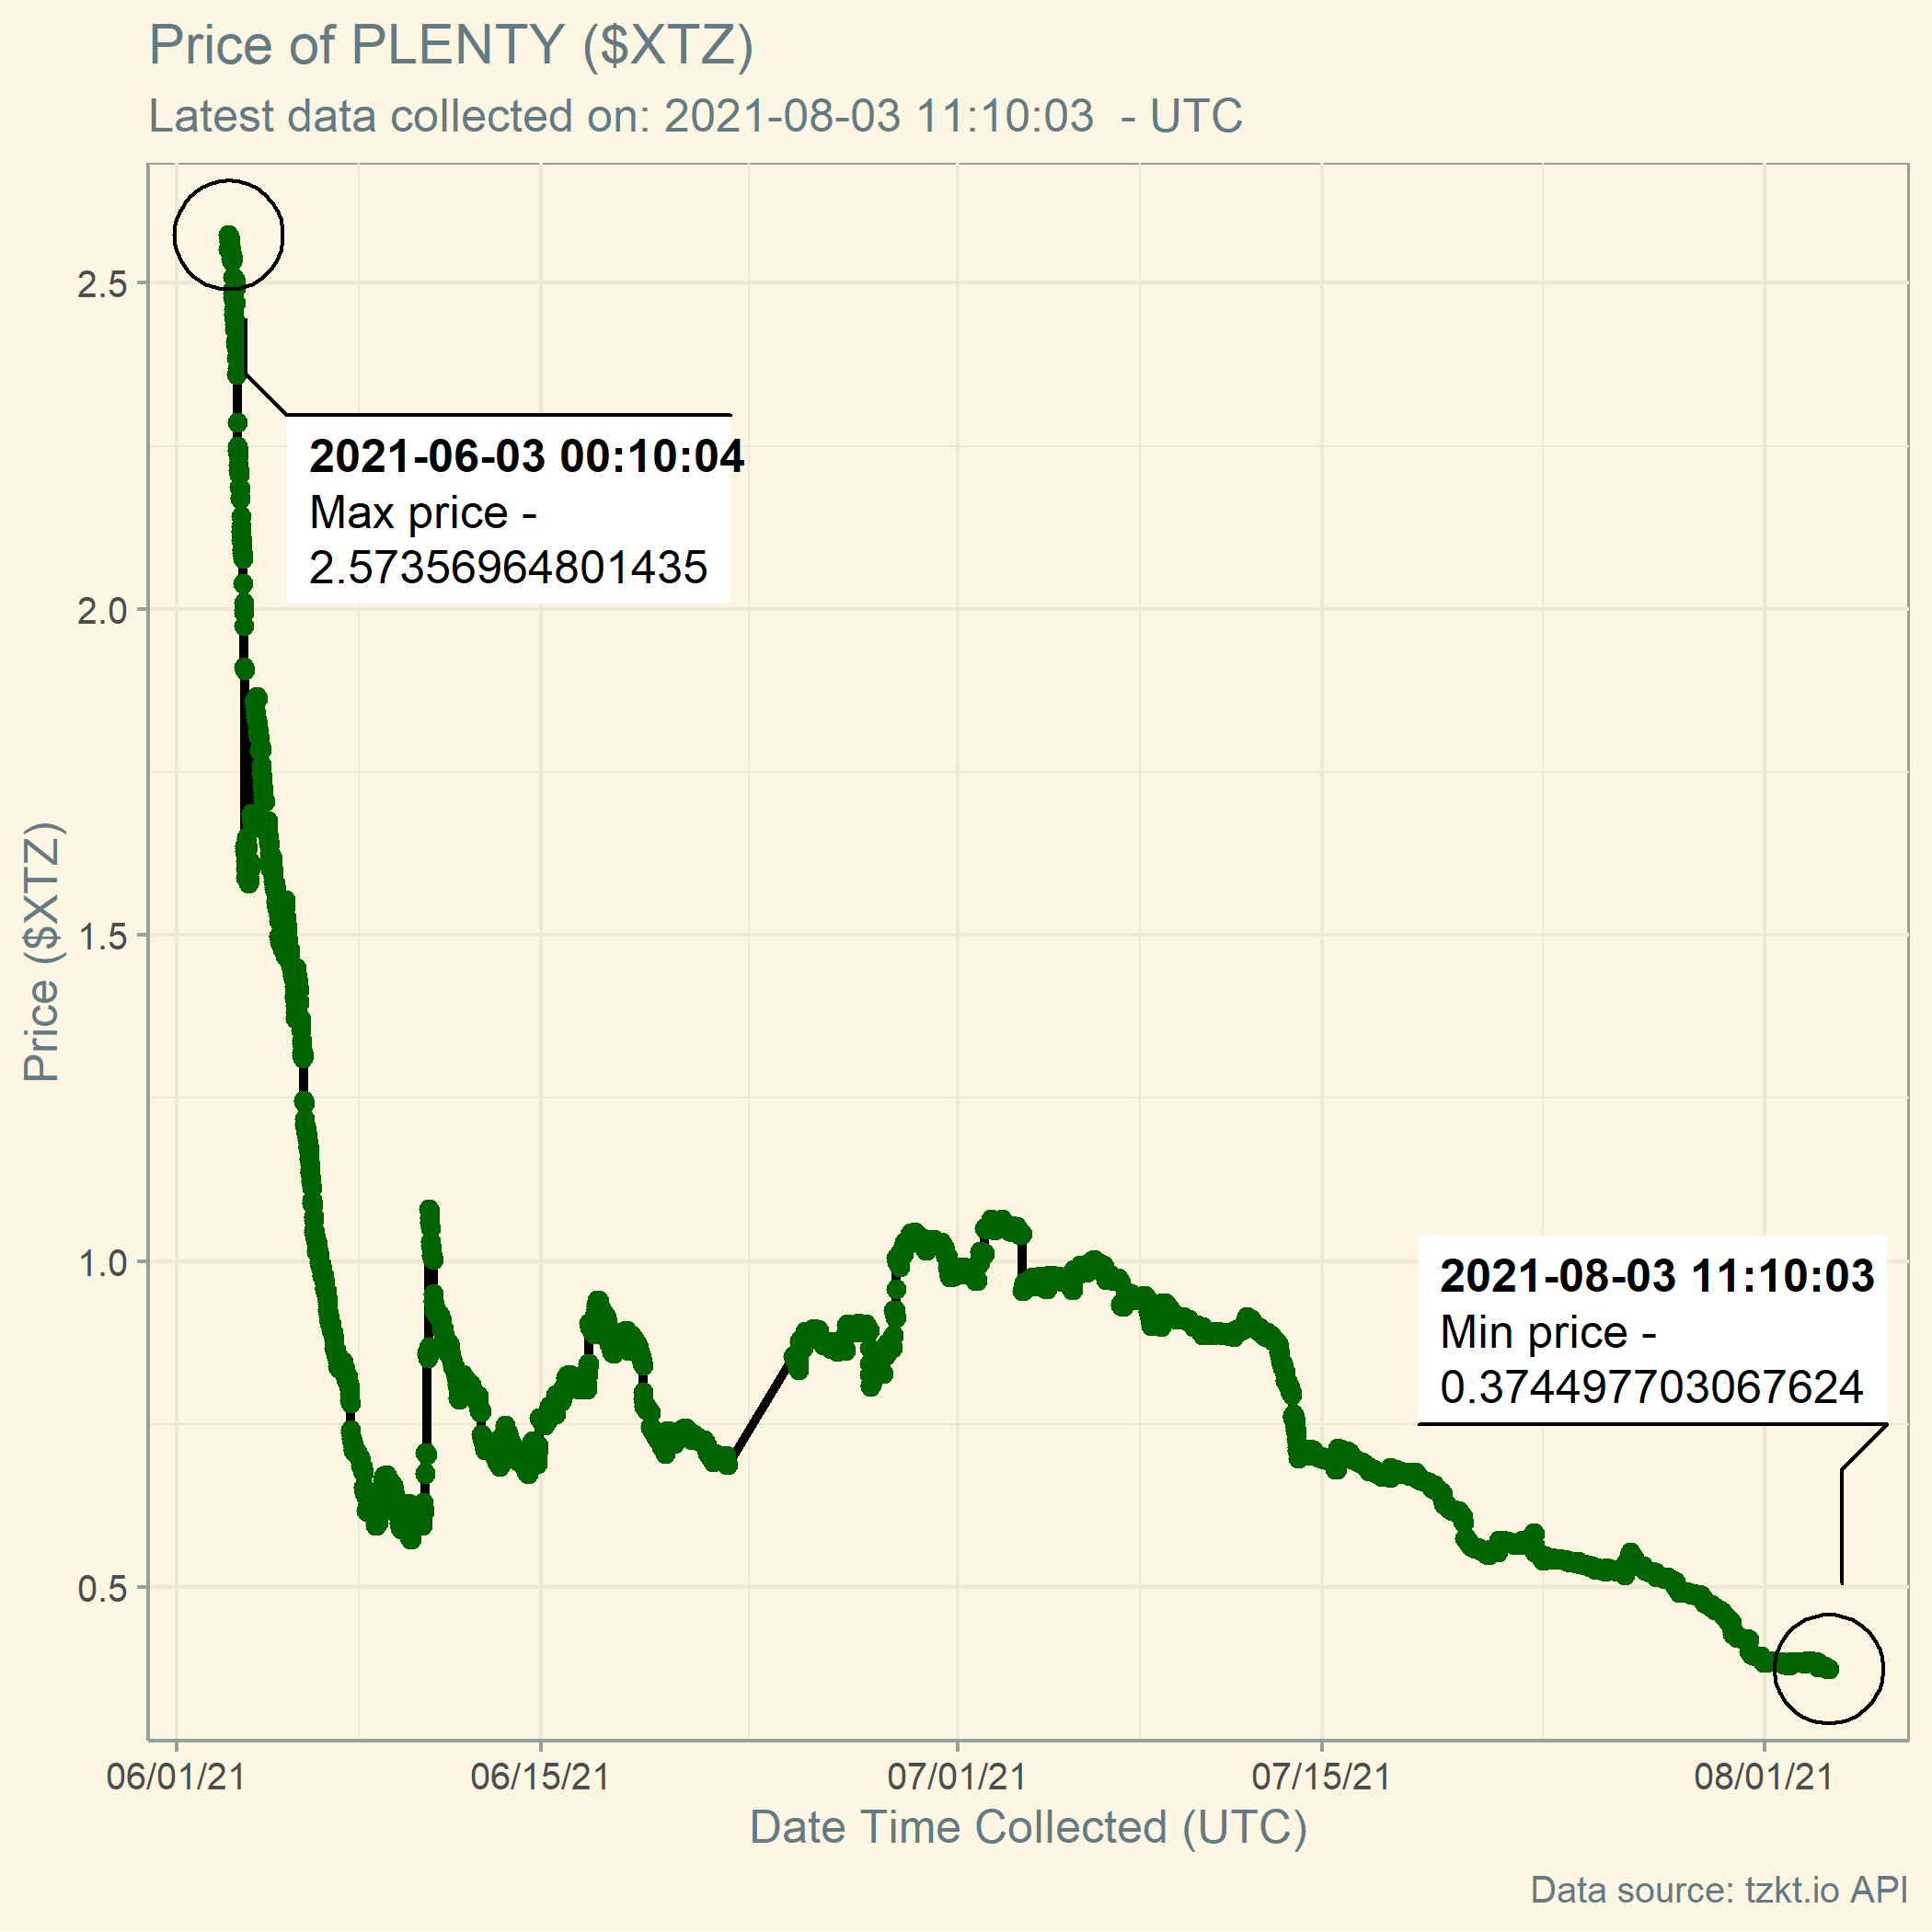 Price of PLENTY ($XTZ)
Latest data collected on: 2021-08-03 11:10:03  - UTC
2.5
2.0
1.5
1.0
0.5
Price ($XTZ)
2021-06-03 00:10:04
Max price -
2.57356964801435
2021-08-03 11:10:03
Min price -
0.374497703067624
06/01/21
06/15/21
07/01/21
07/15/21
08/01/21
Date Time Collected (UTC)
Data source: tzkt.io API